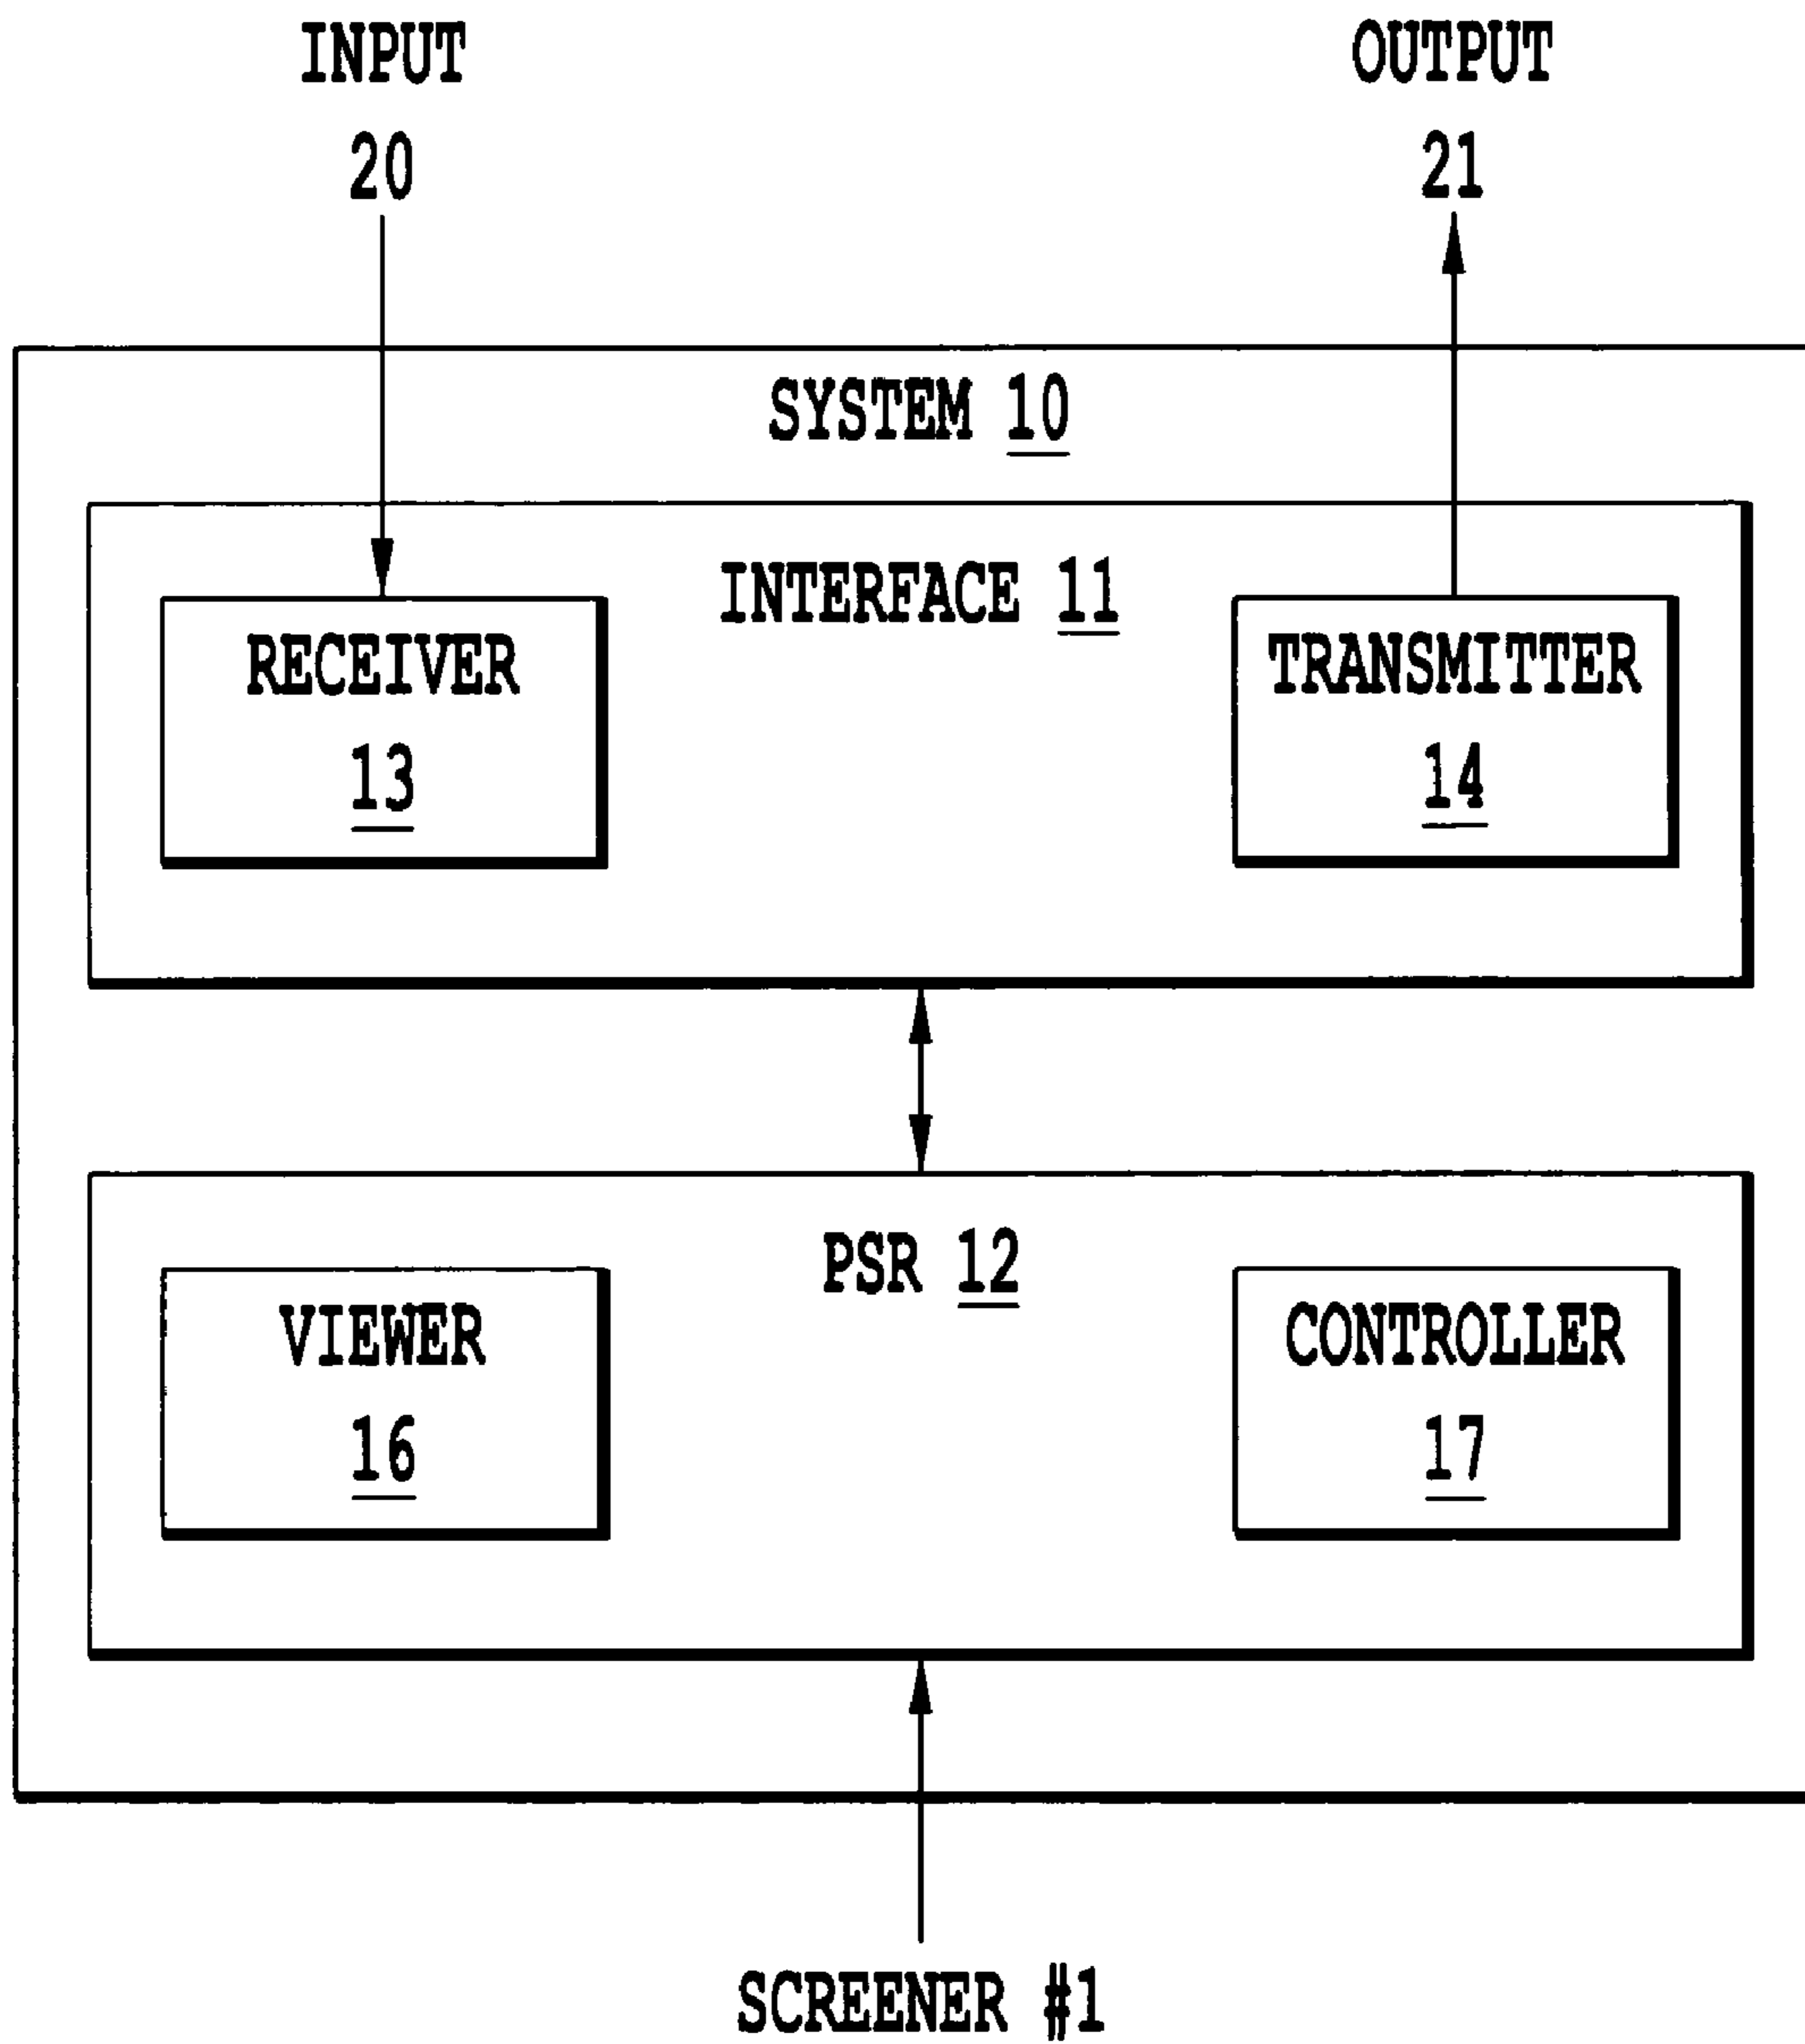 INPUT
20
OUTPUT
21
SYSTEM 10
INTERFACE 11
RECEIVER
13
TRANSMITTER
14
PSR 12
VIEWER
16
CONTROLLER
17
SCREENER #1